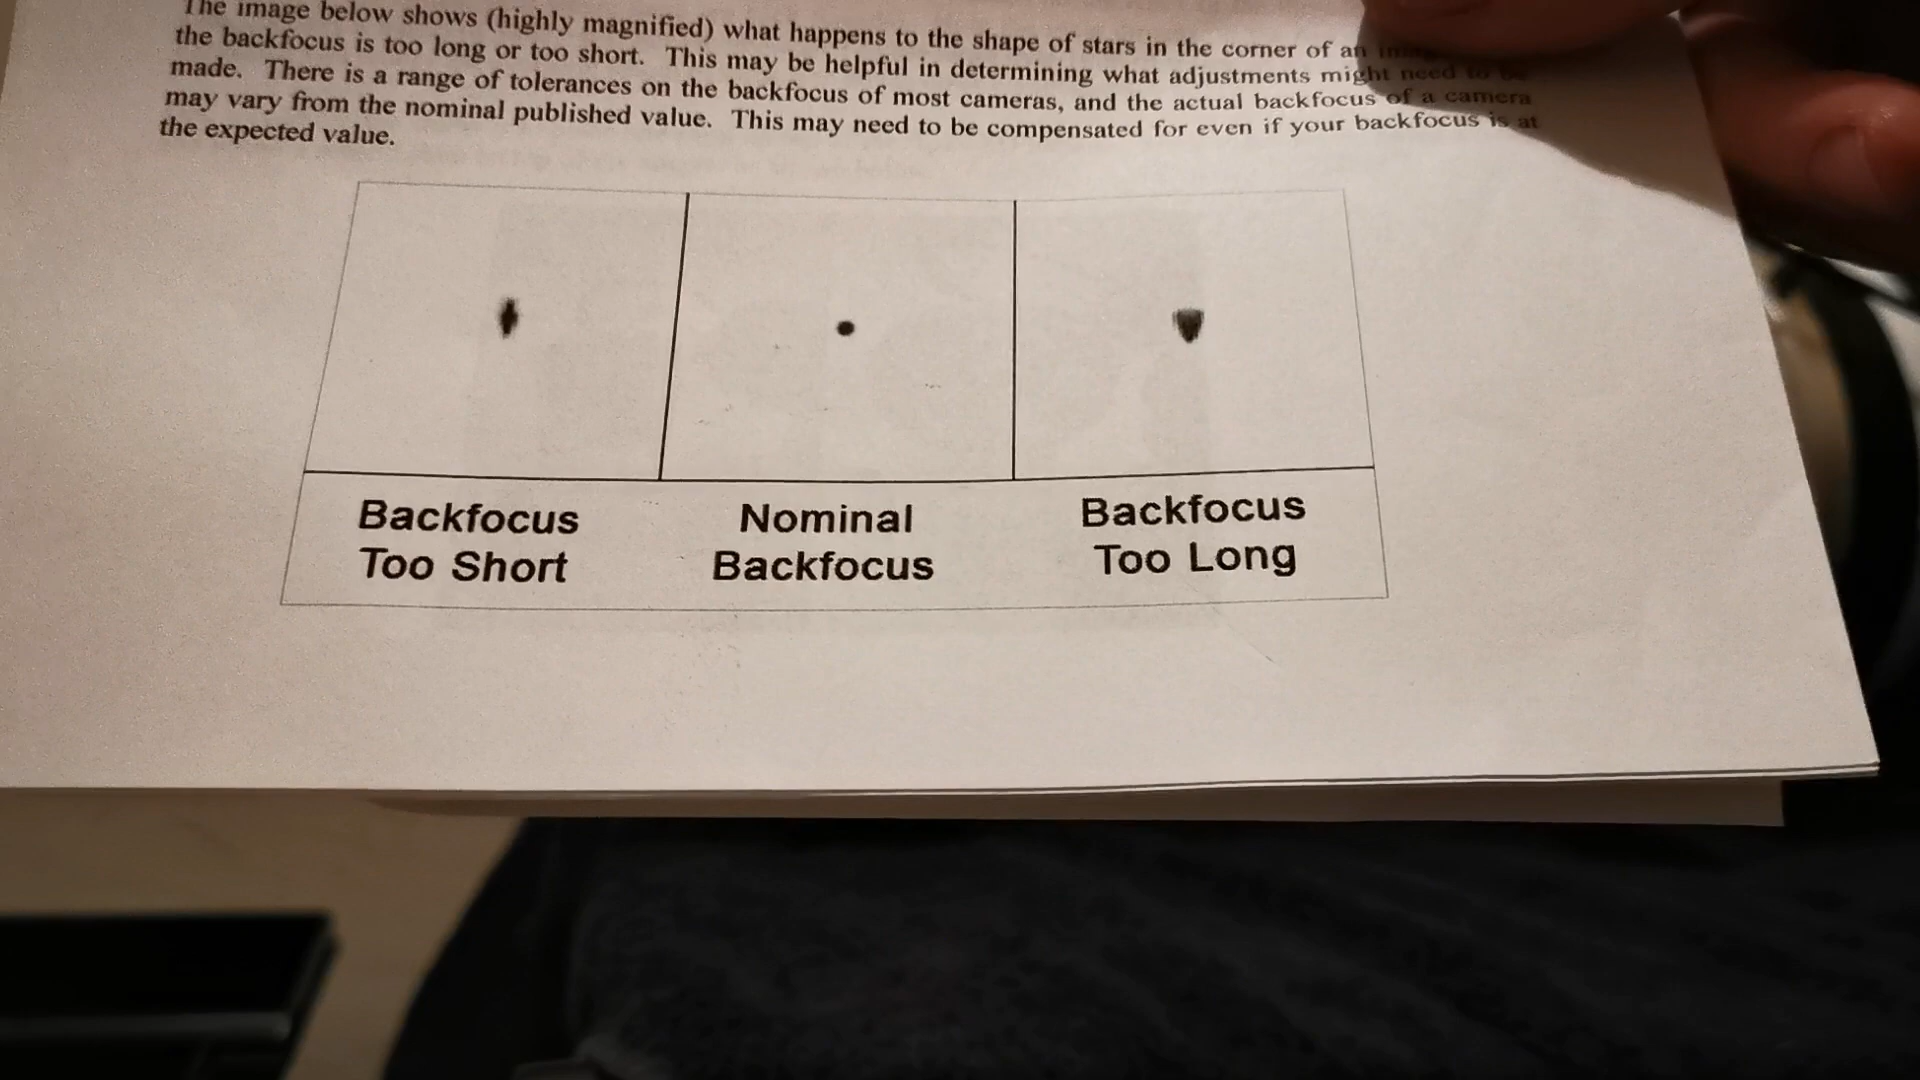 The image below shows (highly magnified) what happens to the shape of stars in the corner of an
the backfocus is too long or too short. This may be helpful in determining what adjustments might need to be
made. There is a range of tolerances on the backfocus of most cameras, and the actual backfocus of a camera
may vary from the nominal published value. This may need to be compensated for even if your backfocus is at
the expected value.
Backfocus
Too Short
Nominal
Backfocus
Backfocus
Too Long